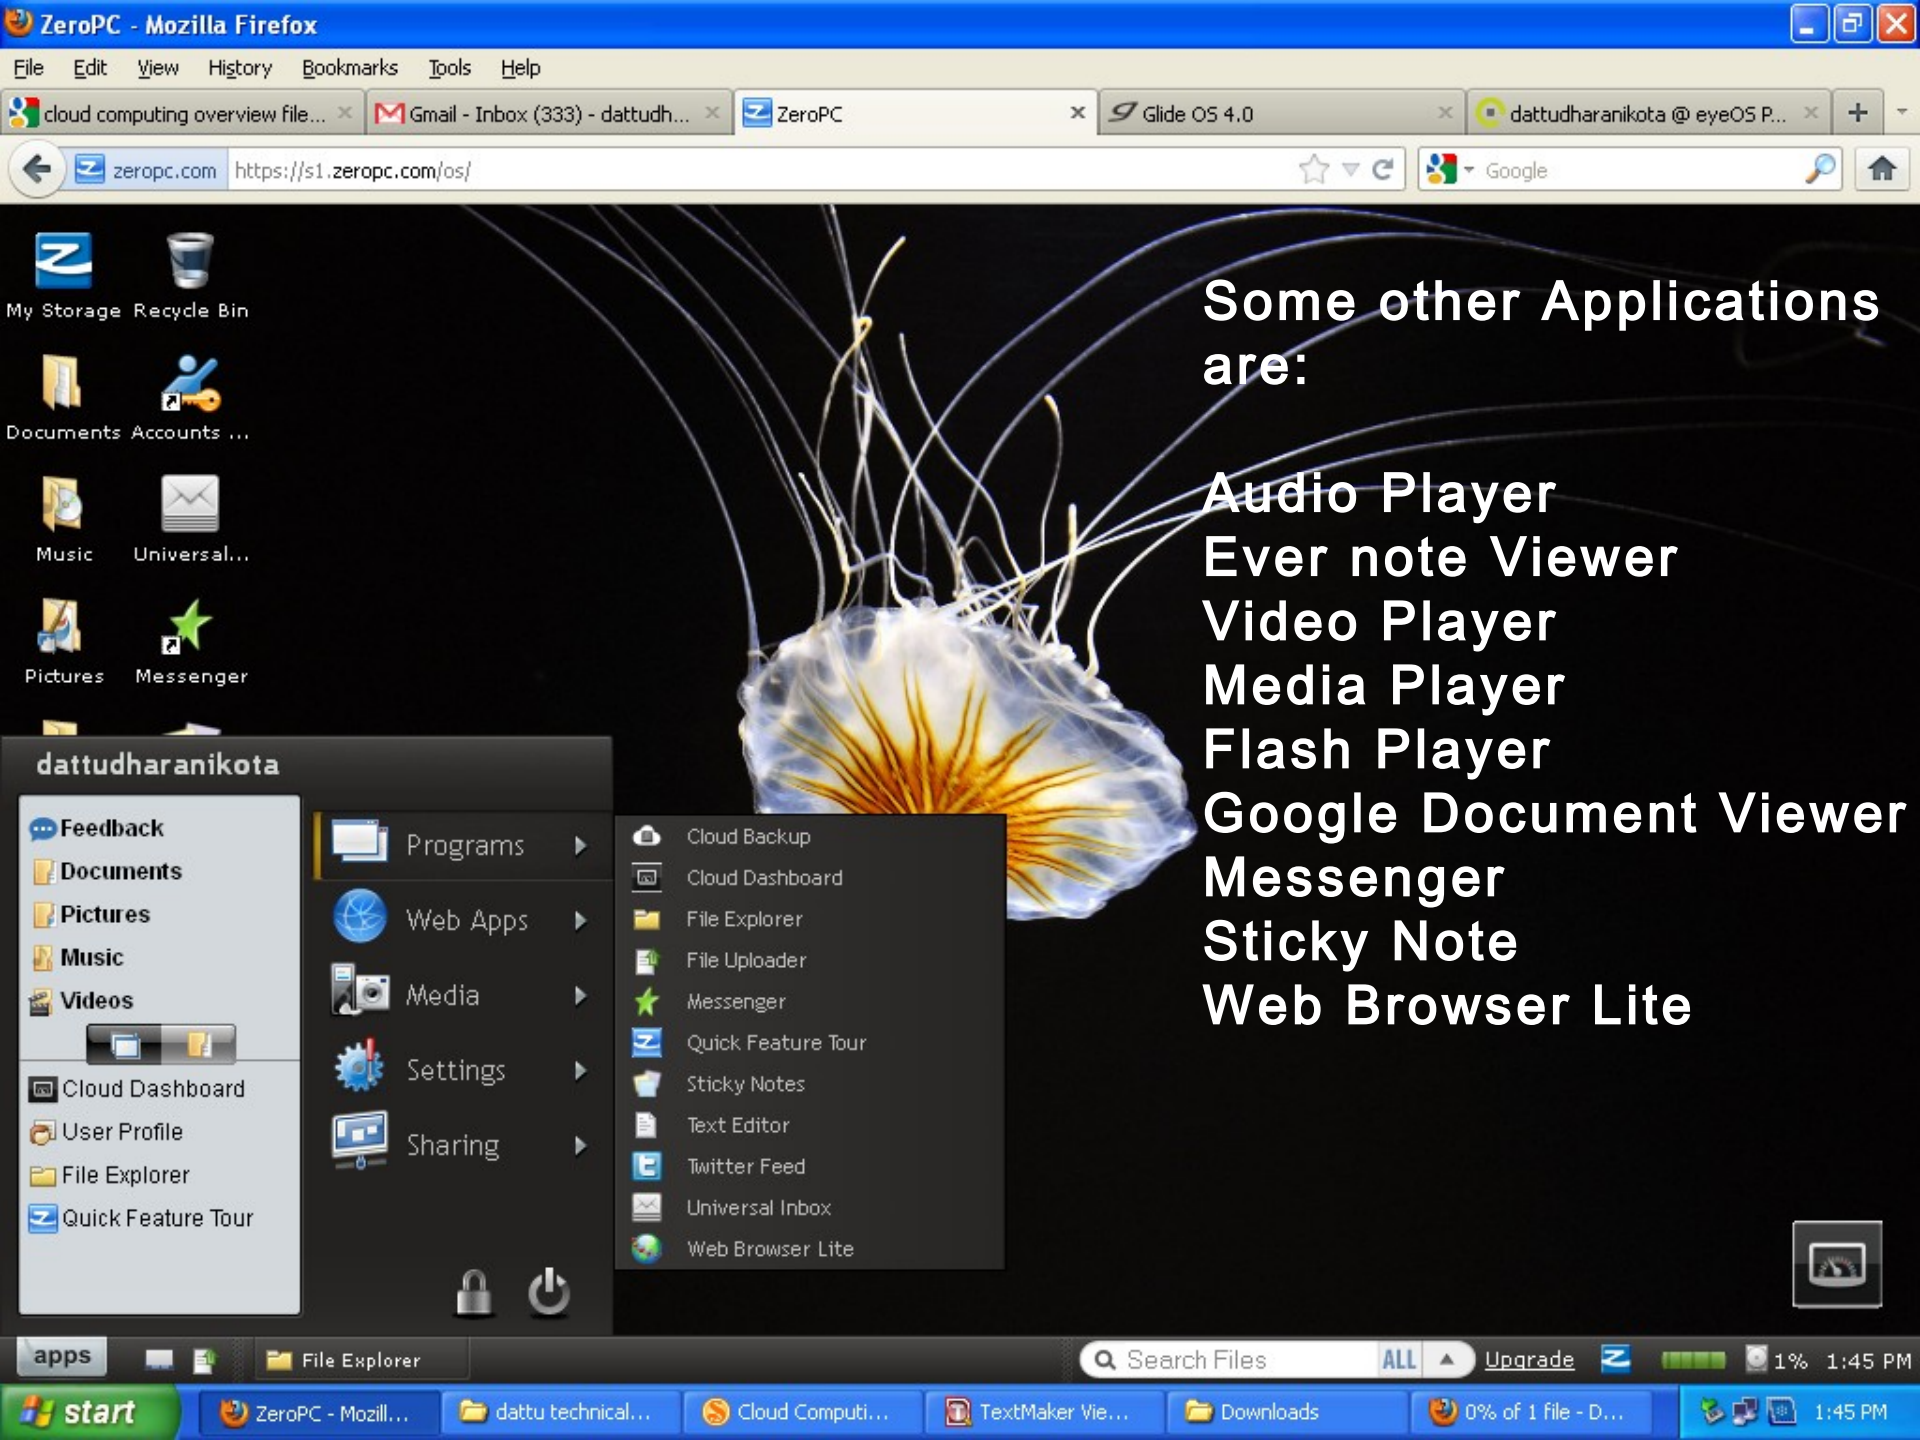 ZeroPC - Mozilla Firefox
File Edit View History Bookmarks Tools Help
cloud computing overview file... Gmail - Inbox (333) - dattudh... ZeroPC Glide OS 4.0 dattudharanikota @ eyeOS P...
zeropc.com https://s1.zeropc.com/os/ Google
My Storage Recycle Bin
Documents Accounts ...
Music Universal...
Pictures Messenger
Some other Applications
are:
Audio Player
Ever note Viewer
Video Player
Media Player
Flash Player
Google Document Viewer
Messenger
Sticky Note
Web Browser Lite
dattudharanikota
Feedback
Documents
Pictures
Music
Videos
Cloud Dashboard
User Profile
File Explorer
Quick Feature Tour
Programs
Web Apps
Media
Settings
Sharing
Cloud Backup
Cloud Dashboard
File Explorer
File Uploader
Messenger
Quick Feature Tour
Sticky Notes
Text Editor
Twitter Feed
Universal Inbox
Web Browser Lite
apps File Explorer Search Files ALL Upgrade 1% 1:45 PM
start ZeroPC - Mozill... dattu technical... Cloud Computi... TextMaker Vie... Downloads 0% of 1 file - D... 1:45 PM